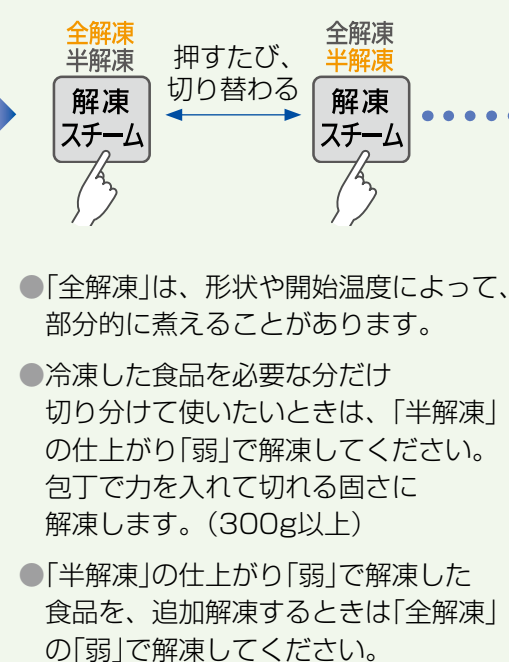 全解凍
半解凍
解凍
スチーム
押すたび、
切り替わる
全解凍
半解凍
解凍
スチーム
●「全解凍」は、形状や開始温度によって、
部分的に煮えることがあります。
●冷凍した食品を必要な分だけ
切り分けて使いたいときは、「半解凍」
の仕上がり「弱」で解凍してください。
包丁で力を入れて切れる固さに
解凍します。（300g以上）
●「半解凍」の仕上がり「弱」で解凍した
食品を、追加解凍するときは「全解凍」
の「弱」で解凍してください。